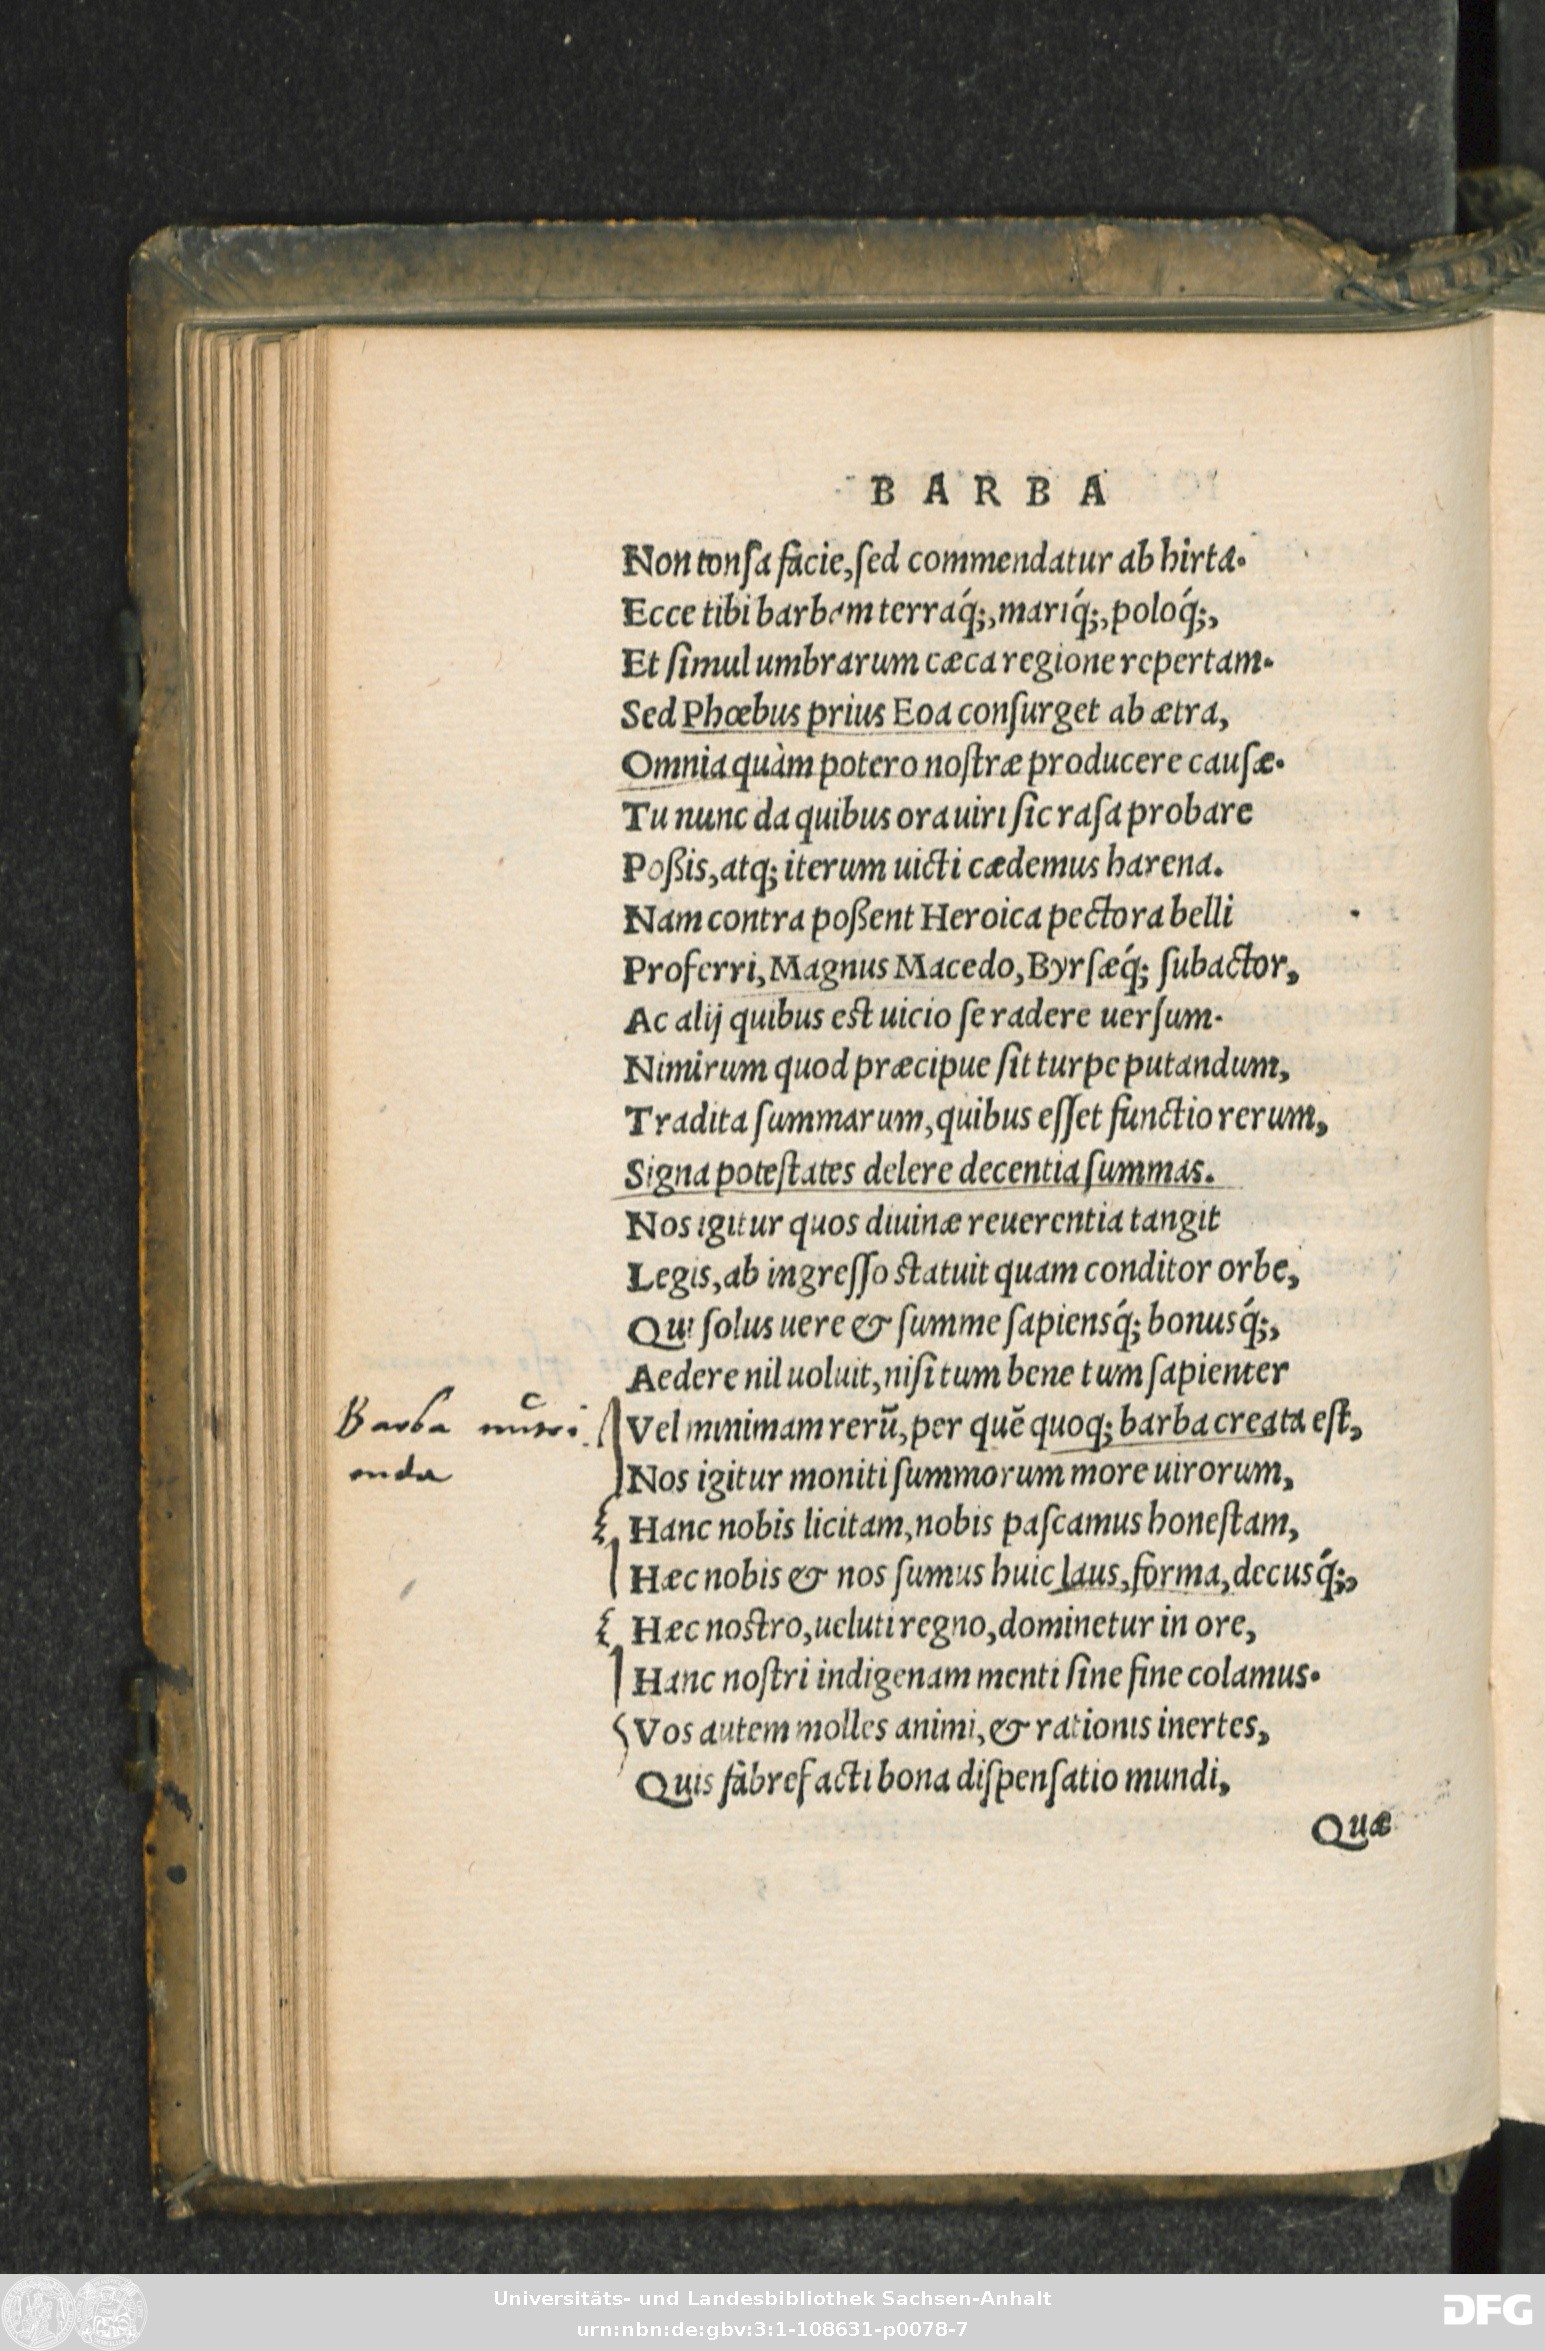 BARBA
Non tonſa facie, ſed commendatur ab hirta.
Ecce tibi barbam terraq́;, mariq́;, poloq́;,
Et ſimul umbrarum cæca regione repertam.
Sed Phœbus prius Eoa conſurget ab ætra,
Omnia quàm potero noſtræ producere cauſæ.
Tu nunc da quibus ora uiri ſic raſa probare
Poßis, atq; iterum uicti cædemus harena.
Nam contra poßent Heroica pectora belli
Proferri, Magnus Macedo, Byrſæq́; ſubactor,
Ac alij quibus est uicio ſe radere uerſum.
Nimirum quod præcipue ſit turpe putandum,
Tradita ſummarum, quibus eſſet functio rerum,
Signa poteſtates delere decentia ſummas.
Nos igitur quos diuinæ reuerentia tangit
Legis, ab ingreſſo statuit quam conditor orbe,
Qui ſolus uere & ſumme ſapiensq́; bonusq́;,
Aedere nil uoluit, niſi tum bene tum ſapienter
Vel minimam rerū, per quē quoq; barba creata eſt,
Nos igitur moniti ſummorum more uirorum,
Hanc nobis licitam, nobis paſcamus honeſtam,
Hæc nobis & nos ſumus huic laus, forma, decusq́;,
Hæc nostro, ueluti regno, dominetur in ore,
Hanc noſtri indigenam menti ſine fine colamus.
Vos autem molles animi, & rationis inertes,
Quis fabrefacti bona diſpenſatio mundi,
Quæ
Barba nutri
enda
Universitäts- und Landesbibliothek Sachsen-Anhalt
urn:nbn:de:gbv:3:1-108631-p0078-7
DFG